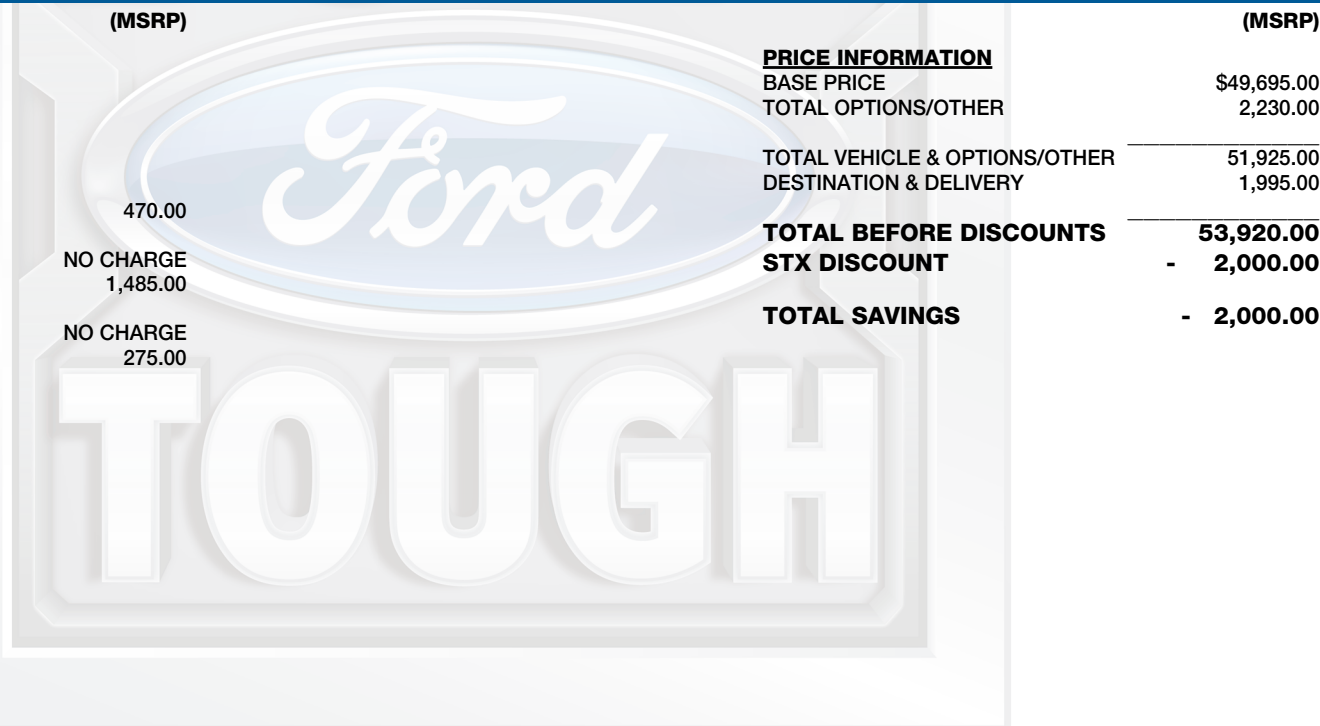 (MSRP)
470.00
NO CHARGE
1,485.00
NO CHARGE
275.00
Ford
TOUGH
(MSRP)
PRICE INFORMATION
BASE PRICE $49,695.00
TOTAL OPTIONS/OTHER 2,230.00
TOTAL VEHICLE & OPTIONS/OTHER 51,925.00
DESTINATION & DELIVERY 1,995.00
TOTAL BEFORE DISCOUNTS 53,920.00
STX DISCOUNT - 2,000.00
TOTAL SAVINGS - 2,000.00